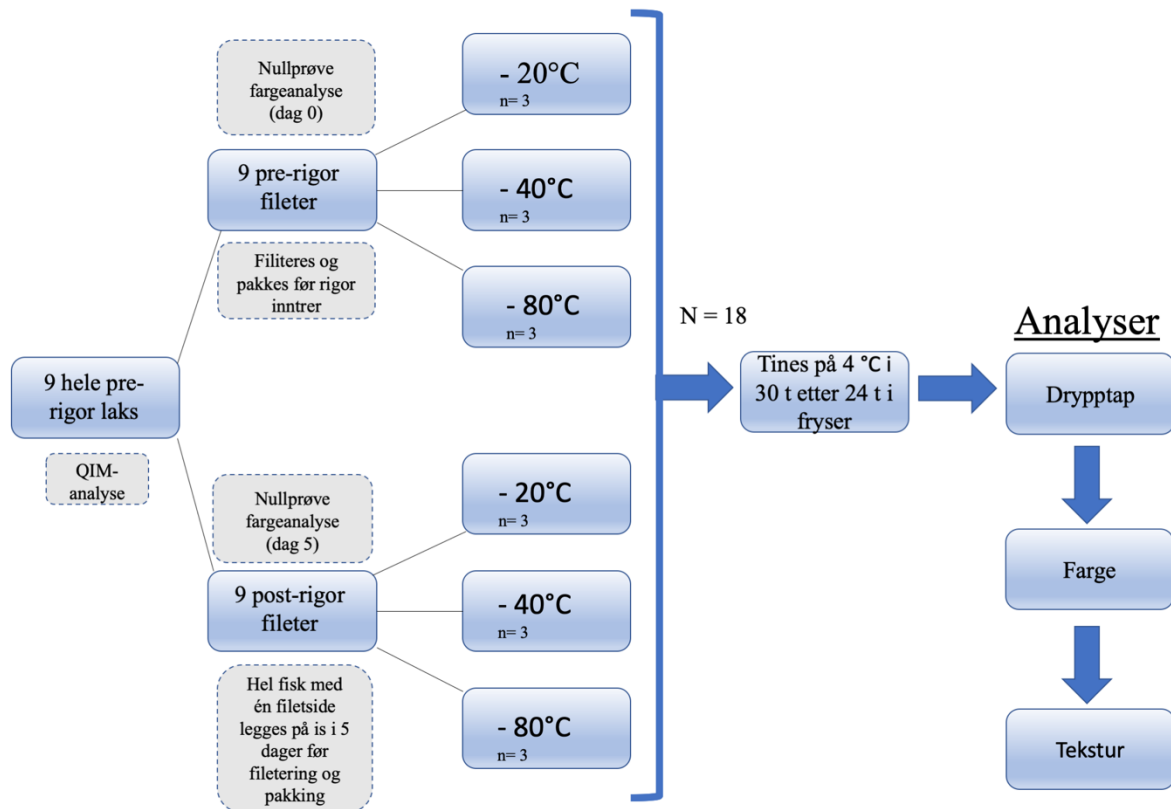 Nullprøve
fargeanalyse
(dag 0)
9 pre-rigor
fileter
Filiteres og
pakkes før rigor
inntrer
- 20°C
n= 3
- 40°C
n= 3
- 80°C
n= 3
9 hele pre-
rigor laks
QIM-
analyse
Nullprøve
fargeanalyse
(dag 5)
9 post-rigor
fileter
Hel fisk med
én filetside
legges på is i 5
dager før
filetering og
pakking
- 20°C
n= 3
- 40°C
n= 3
- 80°C
n= 3
N = 18
Tines på 4 °C i
30 t etter 24 t i
fryser
Analyser
Drypptap
Farge
Tekstur